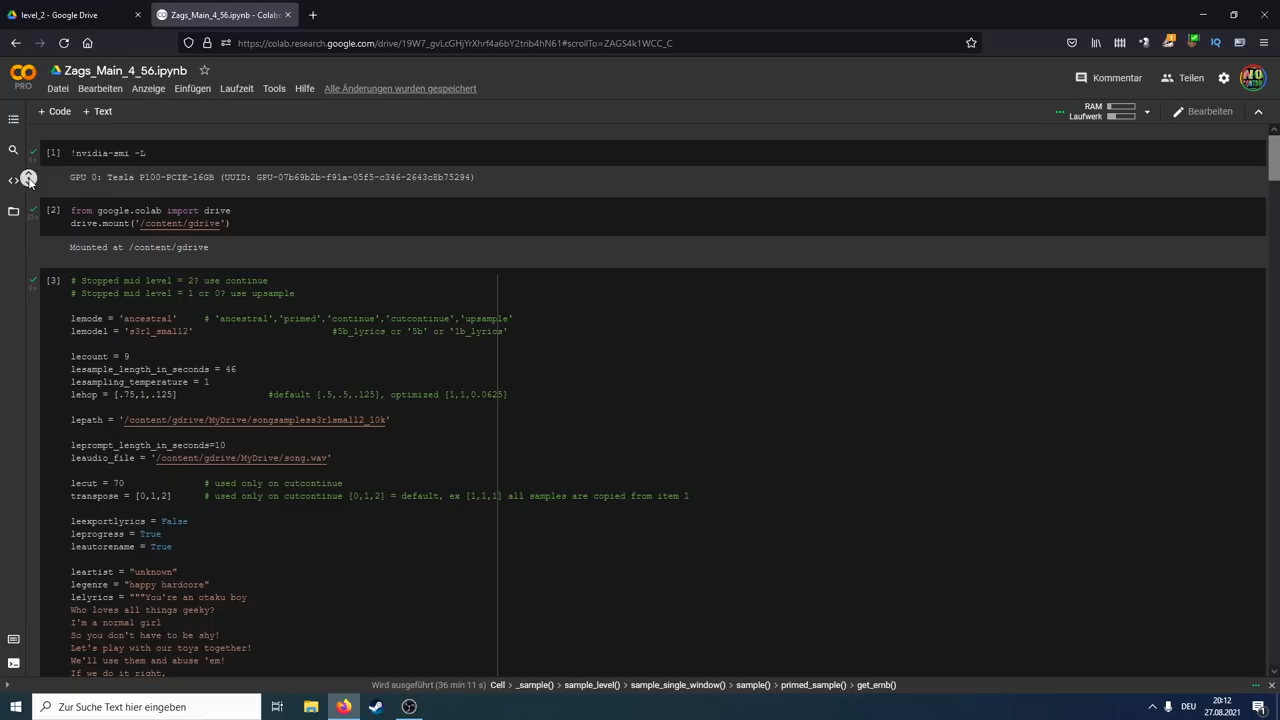 level_2 - Google Drive
Zags_Main_4_56.ipynb - Colabo
https://colab.research.google.com/drive/19W7_gvLcGHjYrXhrf4a6bY2trib4hN61#scrollTo=ZAGS4k1WCC_C
Zags_Main_4_56.ipynb
PRO
Datei Bearbeiten Anzeige Einfügen Laufzeit Tools Hilfe Alle Änderungen wurden gespeichert
Kommentar Teilen
+ Code + Text
RAM
Laufwerk
Bearbeiten
[1] !nvidia-smi -L
GPU 0: Tesla P100-PCIE-16GB (UUID: GPU-07b69b2b-f91a-05f5-c346-2643c8b75294)
[2] from google.colab import drive
drive.mount('/content/gdrive')
Mounted at /content/gdrive
[3] # Stopped mid level = 2? use continue
# Stopped mid level = 1 or 0? use upsample
lemode = 'ancestral' # 'ancestral','primed','continue','cutcontinue','upsample'
lemodel = 's3rl_small2' #5b_lyrics or '5b' or '1b_lyrics'
lecount = 9
lesample_length_in_seconds = 46
lesampling_temperature = 1
lehop = [.75,1,.125] #default [.5,.5,.125], optimized [1,1,0.0625]
lepath = '/content/gdrive/MyDrive/songsampless3rlsmall2_10k'
leprompt_length_in_seconds=10
leaudio_file = '/content/gdrive/MyDrive/song.wav'
lecut = 70 # used only on cutcontinue
transpose = [0,1,2] # used only on cutcontinue [0,1,2] = default, ex [1,1,1] all samples are copied from item 1
leexportlyrics = False
leprogress = True
leautorename = True
leartist = "unknown"
legenre = "happy hardcore"
lelyrics = """You're an otaku boy
Who loves all things geeky?
I'm a normal girl
So you don't have to be shy!
Let's play with our toys together!
We'll use them and abuse 'em!
If we do it right,
Wird ausgeführt (36 min 11 s) Cell > _sample() > sample_level() > sample_single_window() > sample() > primed_sample() > get_emb()
Zur Suche Text hier eingeben
DEU
20:12
27.08.2021